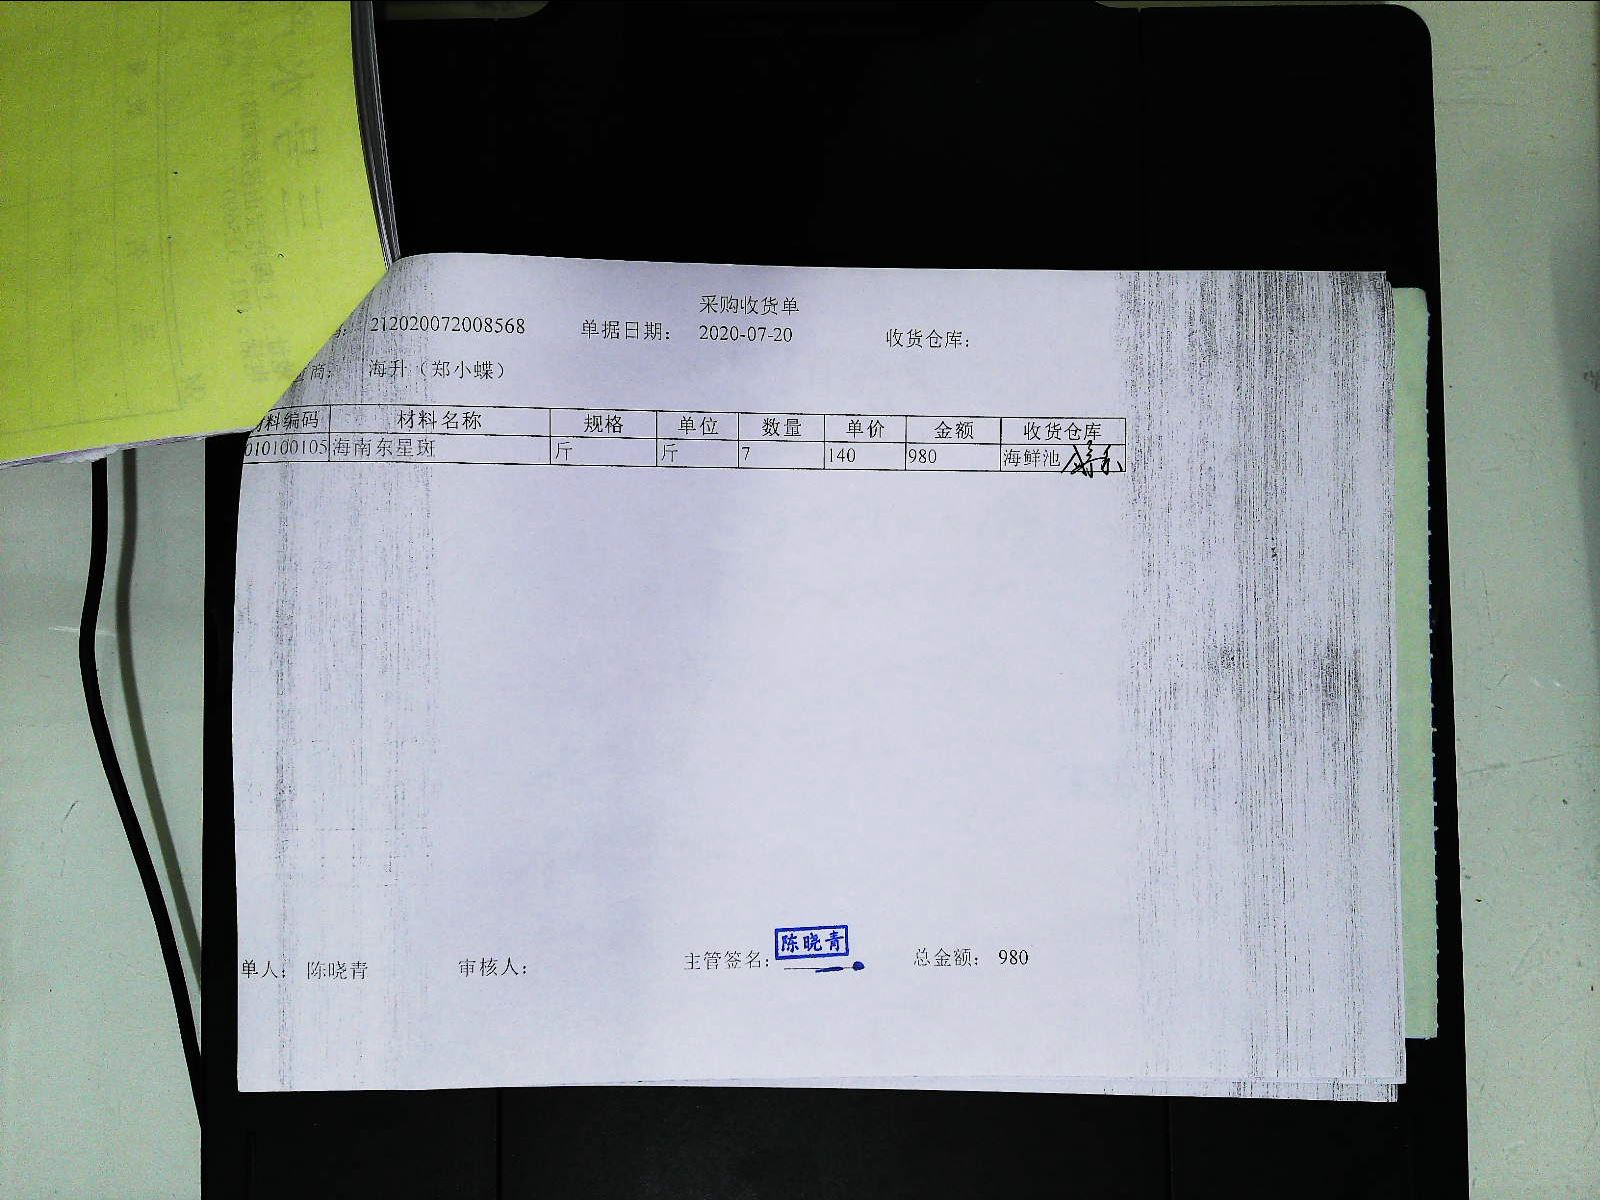 采购收货单
212020072008568 单据日期： 2020-07-20 收货仓库：
商： 海升（郑小蝶）
料编码 材料名称 规格 单位 数量 单价 金额 收货仓库
010100105 海南东星斑 斤 斤 7 140 980 海鲜池
单人： 陈晓青 审核人： 主管签名： 陈晓青 总金额： 980